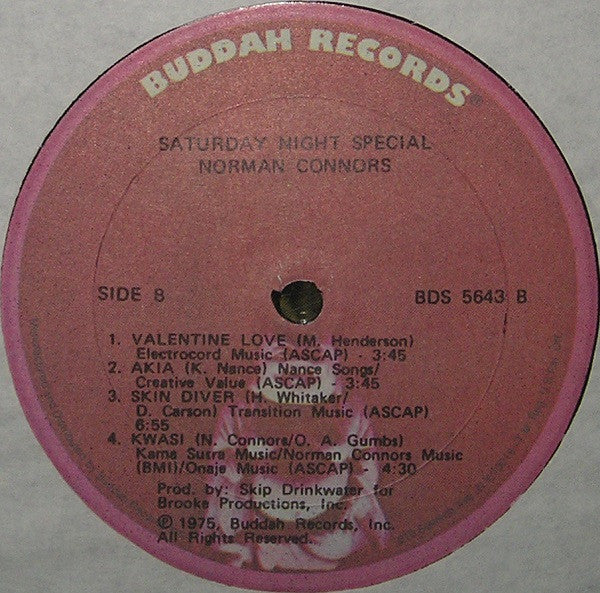 BUDDAH RECORDS®
SATURDAY NIGHT SPECIAL
NORMAN CONNORS
SIDE B
BDS 5643 B
1. VALENTINE LOVE (M. Henderson)
Electrocord Music (ASCAP) - 3:45
2. AKIA (K. Nance) Nance Songs/
Creative Value (ASCAP) - 3:45
3. SKIN DIVER (H. Whitaker/
D. Carson) Transition Music (ASCAP)
6:55
4. KWASI (N. Connors/O. A. Gumbs)
Kama Sutra Music/Norman Connors Music
(BMI)/Onaje Music (ASCAP) - 4:30
Prod. by: Skip Drinkwater for
Brooke Productions, Inc.
℗ 1975, Buddah Records, Inc.
All Rights Reserved.